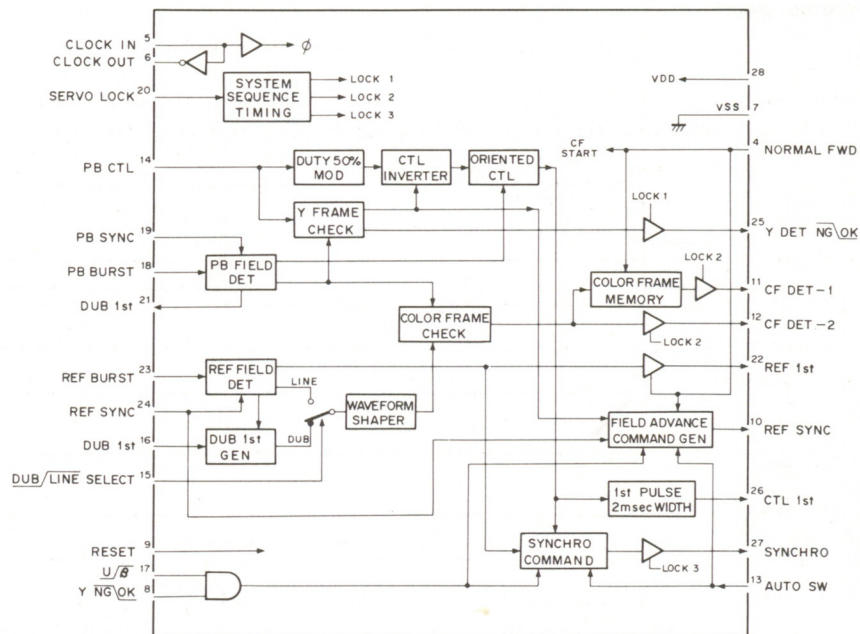 CLOCK IN 5
CLOCK OUT 6
φ
SERVO LOCK 20
SYSTEM
SEQUENCE
TIMING
LOCK 1
LOCK 2
LOCK 3
VDD 28
VSS 7
4 NORMAL FWD
CF
START
PB CTL 14
DUTY 50%
MOD
CTL
INVERTER
ORIENTED
CTL
Y FRAME
CHECK
LOCK 1
25 Y DET NG\OK
PB SYNC 19
PB BURST 18
PB FIELD
DET
DUB 1st 21
COLOR FRAME
MEMORY
LOCK 2
11 CF DET-1
COLOR FRAME
CHECK
12 CF DET-2
LOCK 2
REF BURST 23
REF FIELD
DET
LINE
22 REF 1st
REF SYNC 24
WAVEFORM
SHAPER
DUB 1st 16
DUB 1st
GEN
DUB
FIELD ADVANCE
COMMAND GEN
10 REF SYNC
DUB/LINE SELECT 15
1st PULSE
2msec WIDTH
26 CTL 1st
RESET 9
SYNCHRO
COMMAND
27 SYNCHRO
LOCK 3
U/β 17
Y NG\OK 8
13 AUTO SW